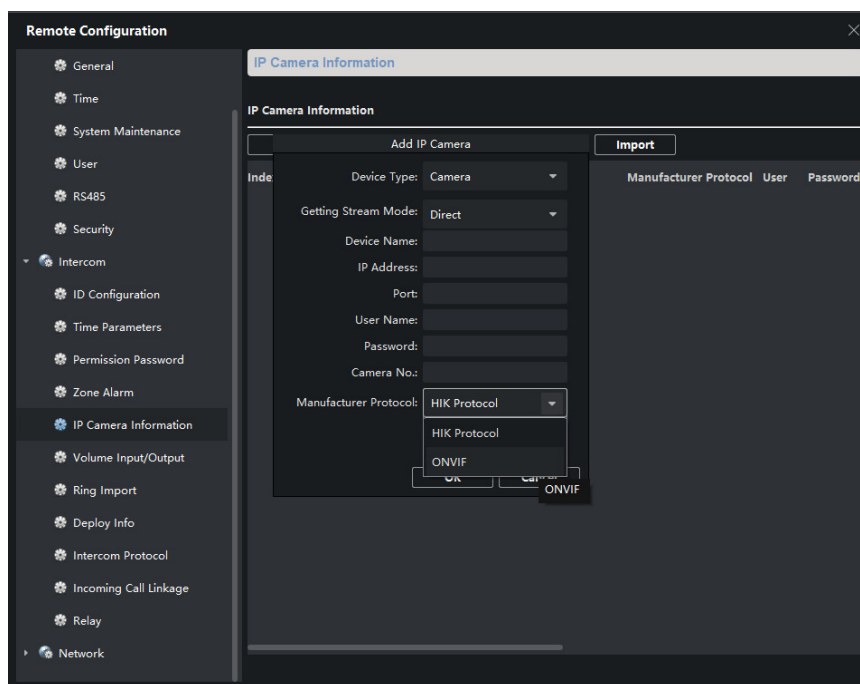 Remote Configuration
General
Time
System Maintenance
User
RS485
Security
Intercom
ID Configuration
Time Parameters
Permission Password
Zone Alarm
IP Camera Information
Volume Input/Output
Ring Import
Deploy Info
Intercom Protocol
Incoming Call Linkage
Relay
Network
IP Camera Information
IP Camera Information
Import
Manufacturer Protocol User Password
Add IP Camera
Device Type: Camera
Getting Stream Mode: Direct
Device Name:
IP Address:
Port:
User Name:
Password:
Camera No.:
Manufacturer Protocol: HIK Protocol
HIK Protocol
ONVIF
ONVIF